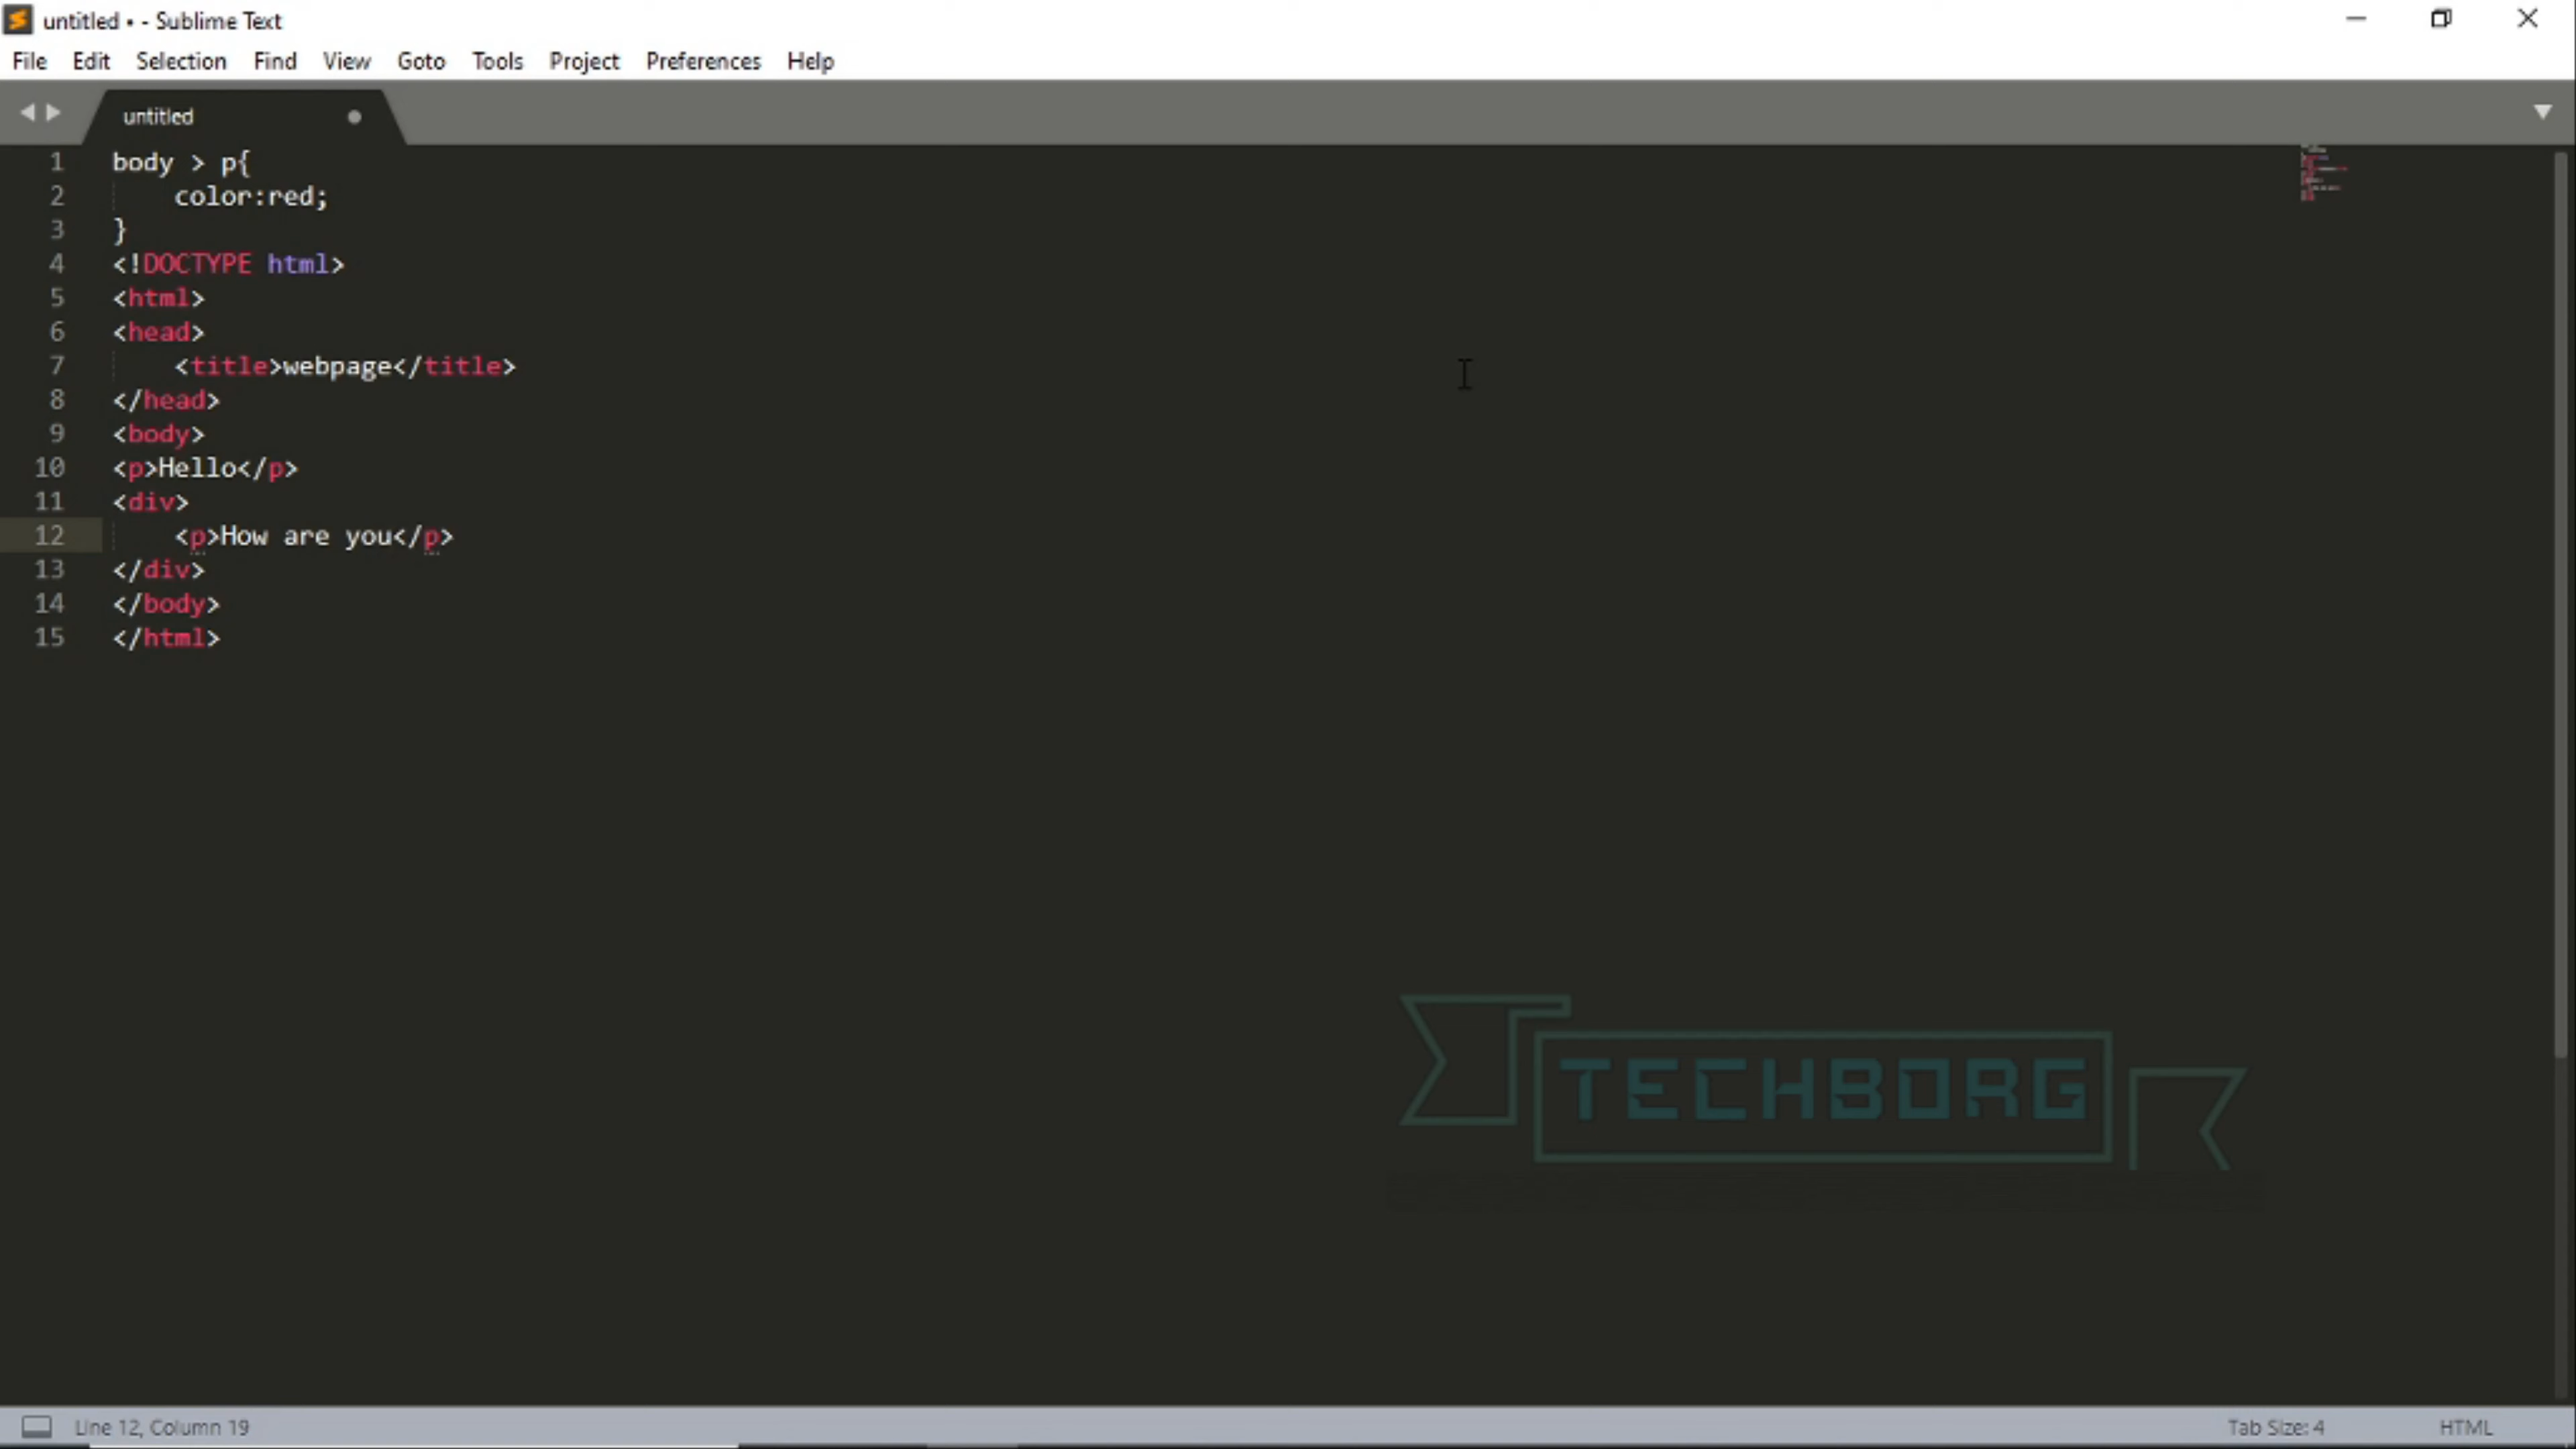 untitled • - Sublime Text
File Edit Selection Find View Goto Tools Project Preferences Help
untitled
1 body > p{
2     color:red;
3 }
4 <!DOCTYPE html>
5 <html>
6 <head>
7     <title>webpage</title>
8 </head>
9 <body>
10 <p>Hello</p>
11 <div>
12     <p>How are you</p>
13 </div>
14 </body>
15 </html>
TECHBORG
Line 12, Column 19 Tab Size: 4 HTML